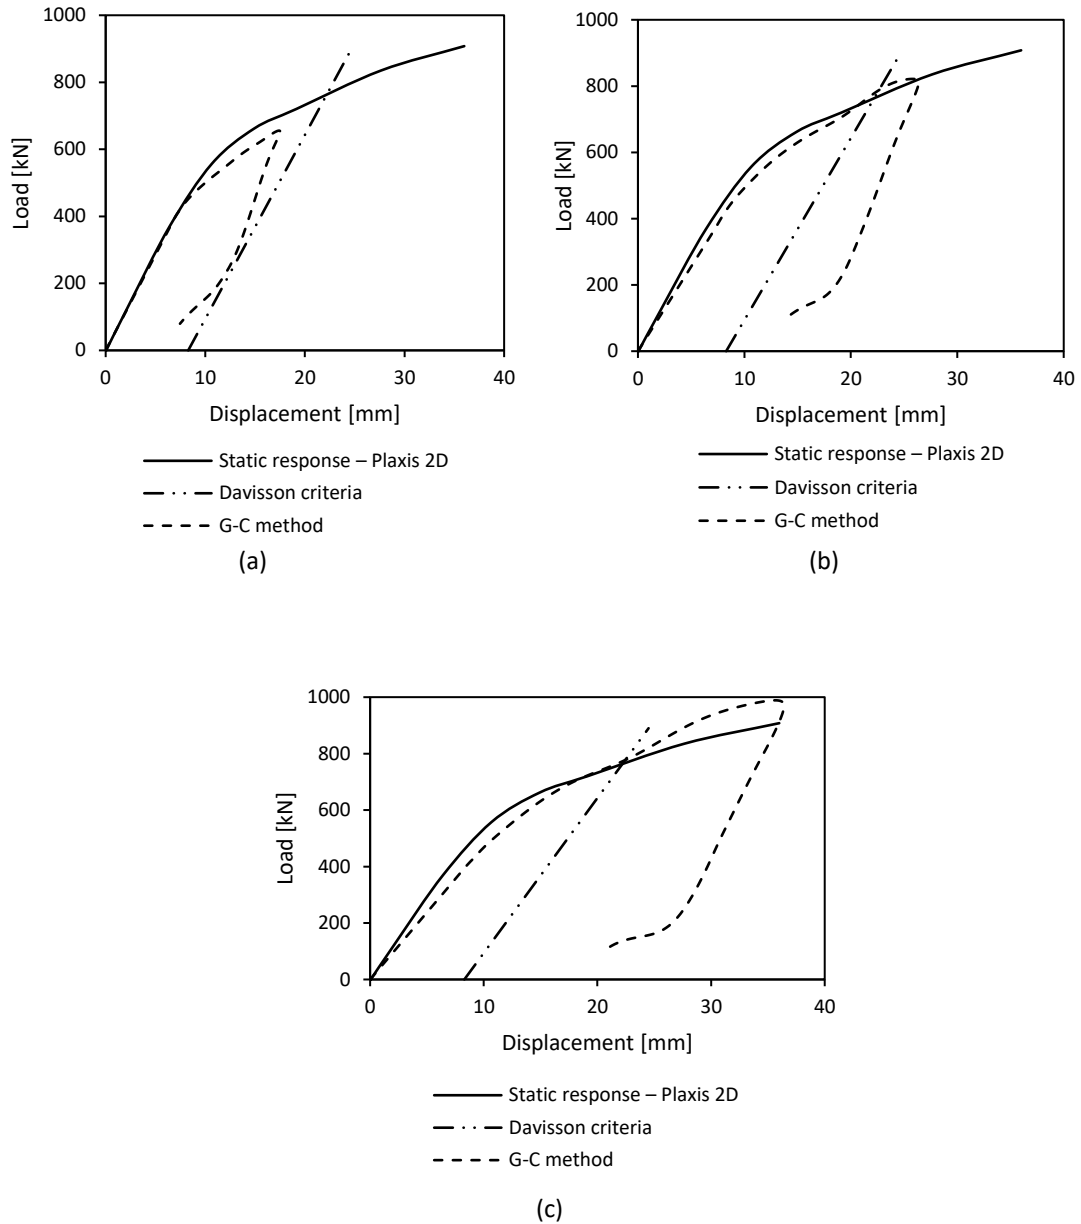 1000
800
600
400
200
0
Load [kN]
0 10 20 30 40
Displacement [mm]
Static response – Plaxis 2D
Davisson criteria
G-C method
(a)
1000
800
600
400
200
0
Load [kN]
0 10 20 30 40
Displacement [mm]
Static response – Plaxis 2D
Davisson criteria
G-C method
(b)
1000
800
600
400
200
0
Load [kN]
0 10 20 30 40
Displacement [mm]
Static response – Plaxis 2D
Davisson criteria
G-C method
(c)